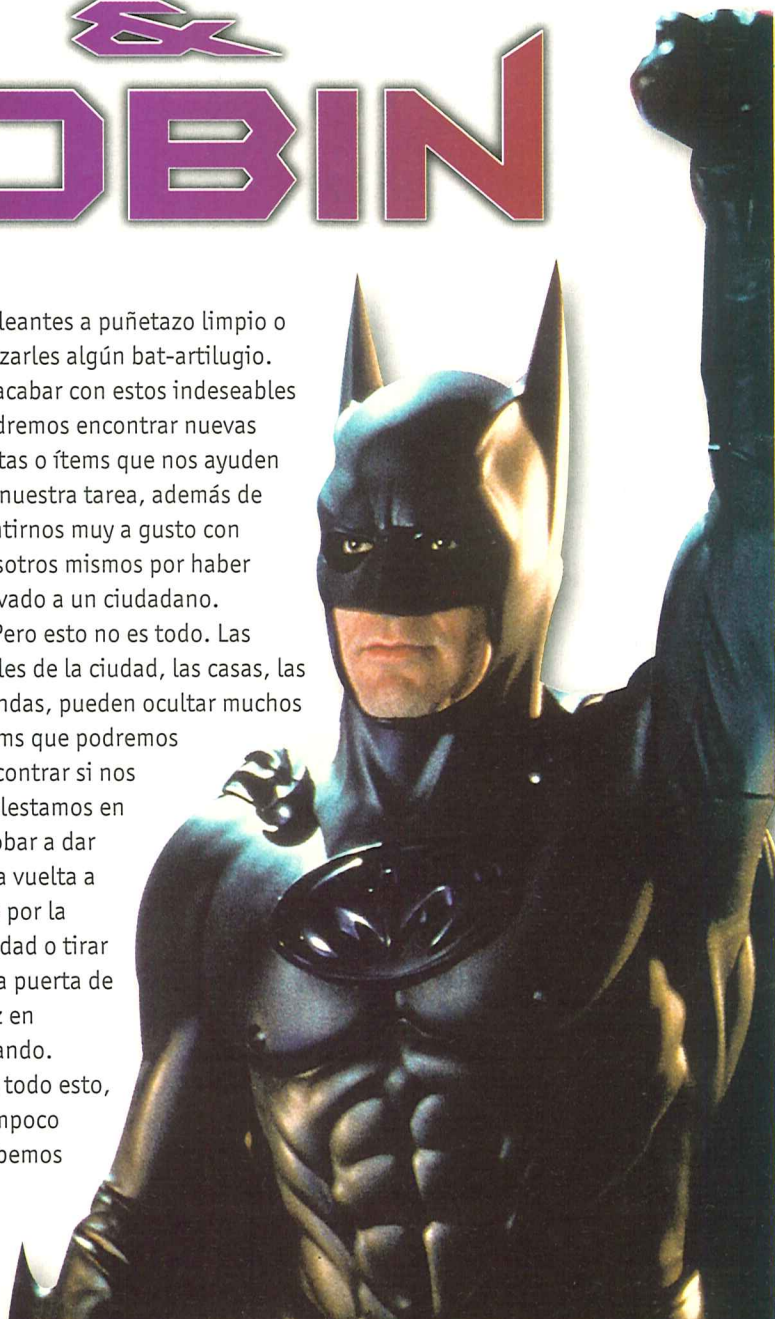 &
OBIN
leantes a puñetazo limpio o
zarles algún bat-artilugio.
acabar con estos indeseables
dremos encontrar nuevas
tas o ítems que nos ayuden
nuestra tarea, además de
tirnos muy a gusto con
sotros mismos por haber
vado a un ciudadano.
Pero esto no es todo. Las
les de la ciudad, las casas, las
ndas, pueden ocultar muchos
ms que podremos
contrar si nos
lestamos en
obar a dar
a vuelta a
por la
dad o tirar
a puerta de
z en
ando.
todo esto,
mpoco
bemos